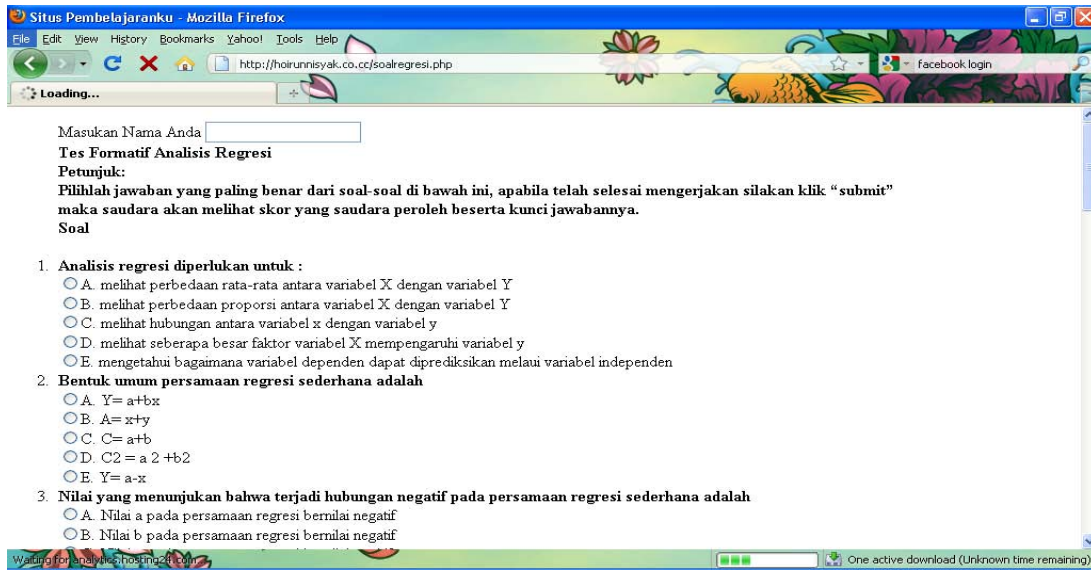 Situs Pembelajaranku - Mozilla Firefox
File Edit View History Bookmarks Yahoo! Tools Help
http://hoirunnisyak.co.cc/soalregresi.php
facebook login
Loading...
Masukan Nama Anda
Tes Formatif Analisis Regresi
Petunjuk:
Pilihlah jawaban yang paling benar dari soal-soal di bawah ini, apabila telah selesai mengerjakan silakan klik “submit”
maka saudara akan melihat skor yang saudara peroleh beserta kunci jawabannya.
Soal
1. Analisis regresi diperlukan untuk :
A. melihat perbedaan rata-rata antara variabel X dengan variabel Y
B. melihat perbedaan proporsi antara variabel X dengan variabel Y
C. melihat hubungan antara variabel x dengan variabel y
D. melihat seberapa besar faktor variabel X mempengaruhi variabel y
E. mengetahui bagaimana variabel dependen dapat diprediksikan melaui variabel independen
2. Bentuk umum persamaan regresi sederhana adalah
A. Y= a+bx
B. A= x+y
C. C= a+b
D. C2 = a 2 +b2
E. Y= a-x
3. Nilai yang menunjukan bahwa terjadi hubungan negatif pada persamaan regresi sederhana adalah
A. Nilai a pada persamaan regresi bernilai negatif
B. Nilai b pada persamaan regresi bernilai negatif
Waiting for analytics.hosting24.com...
One active download (Unknown time remaining)